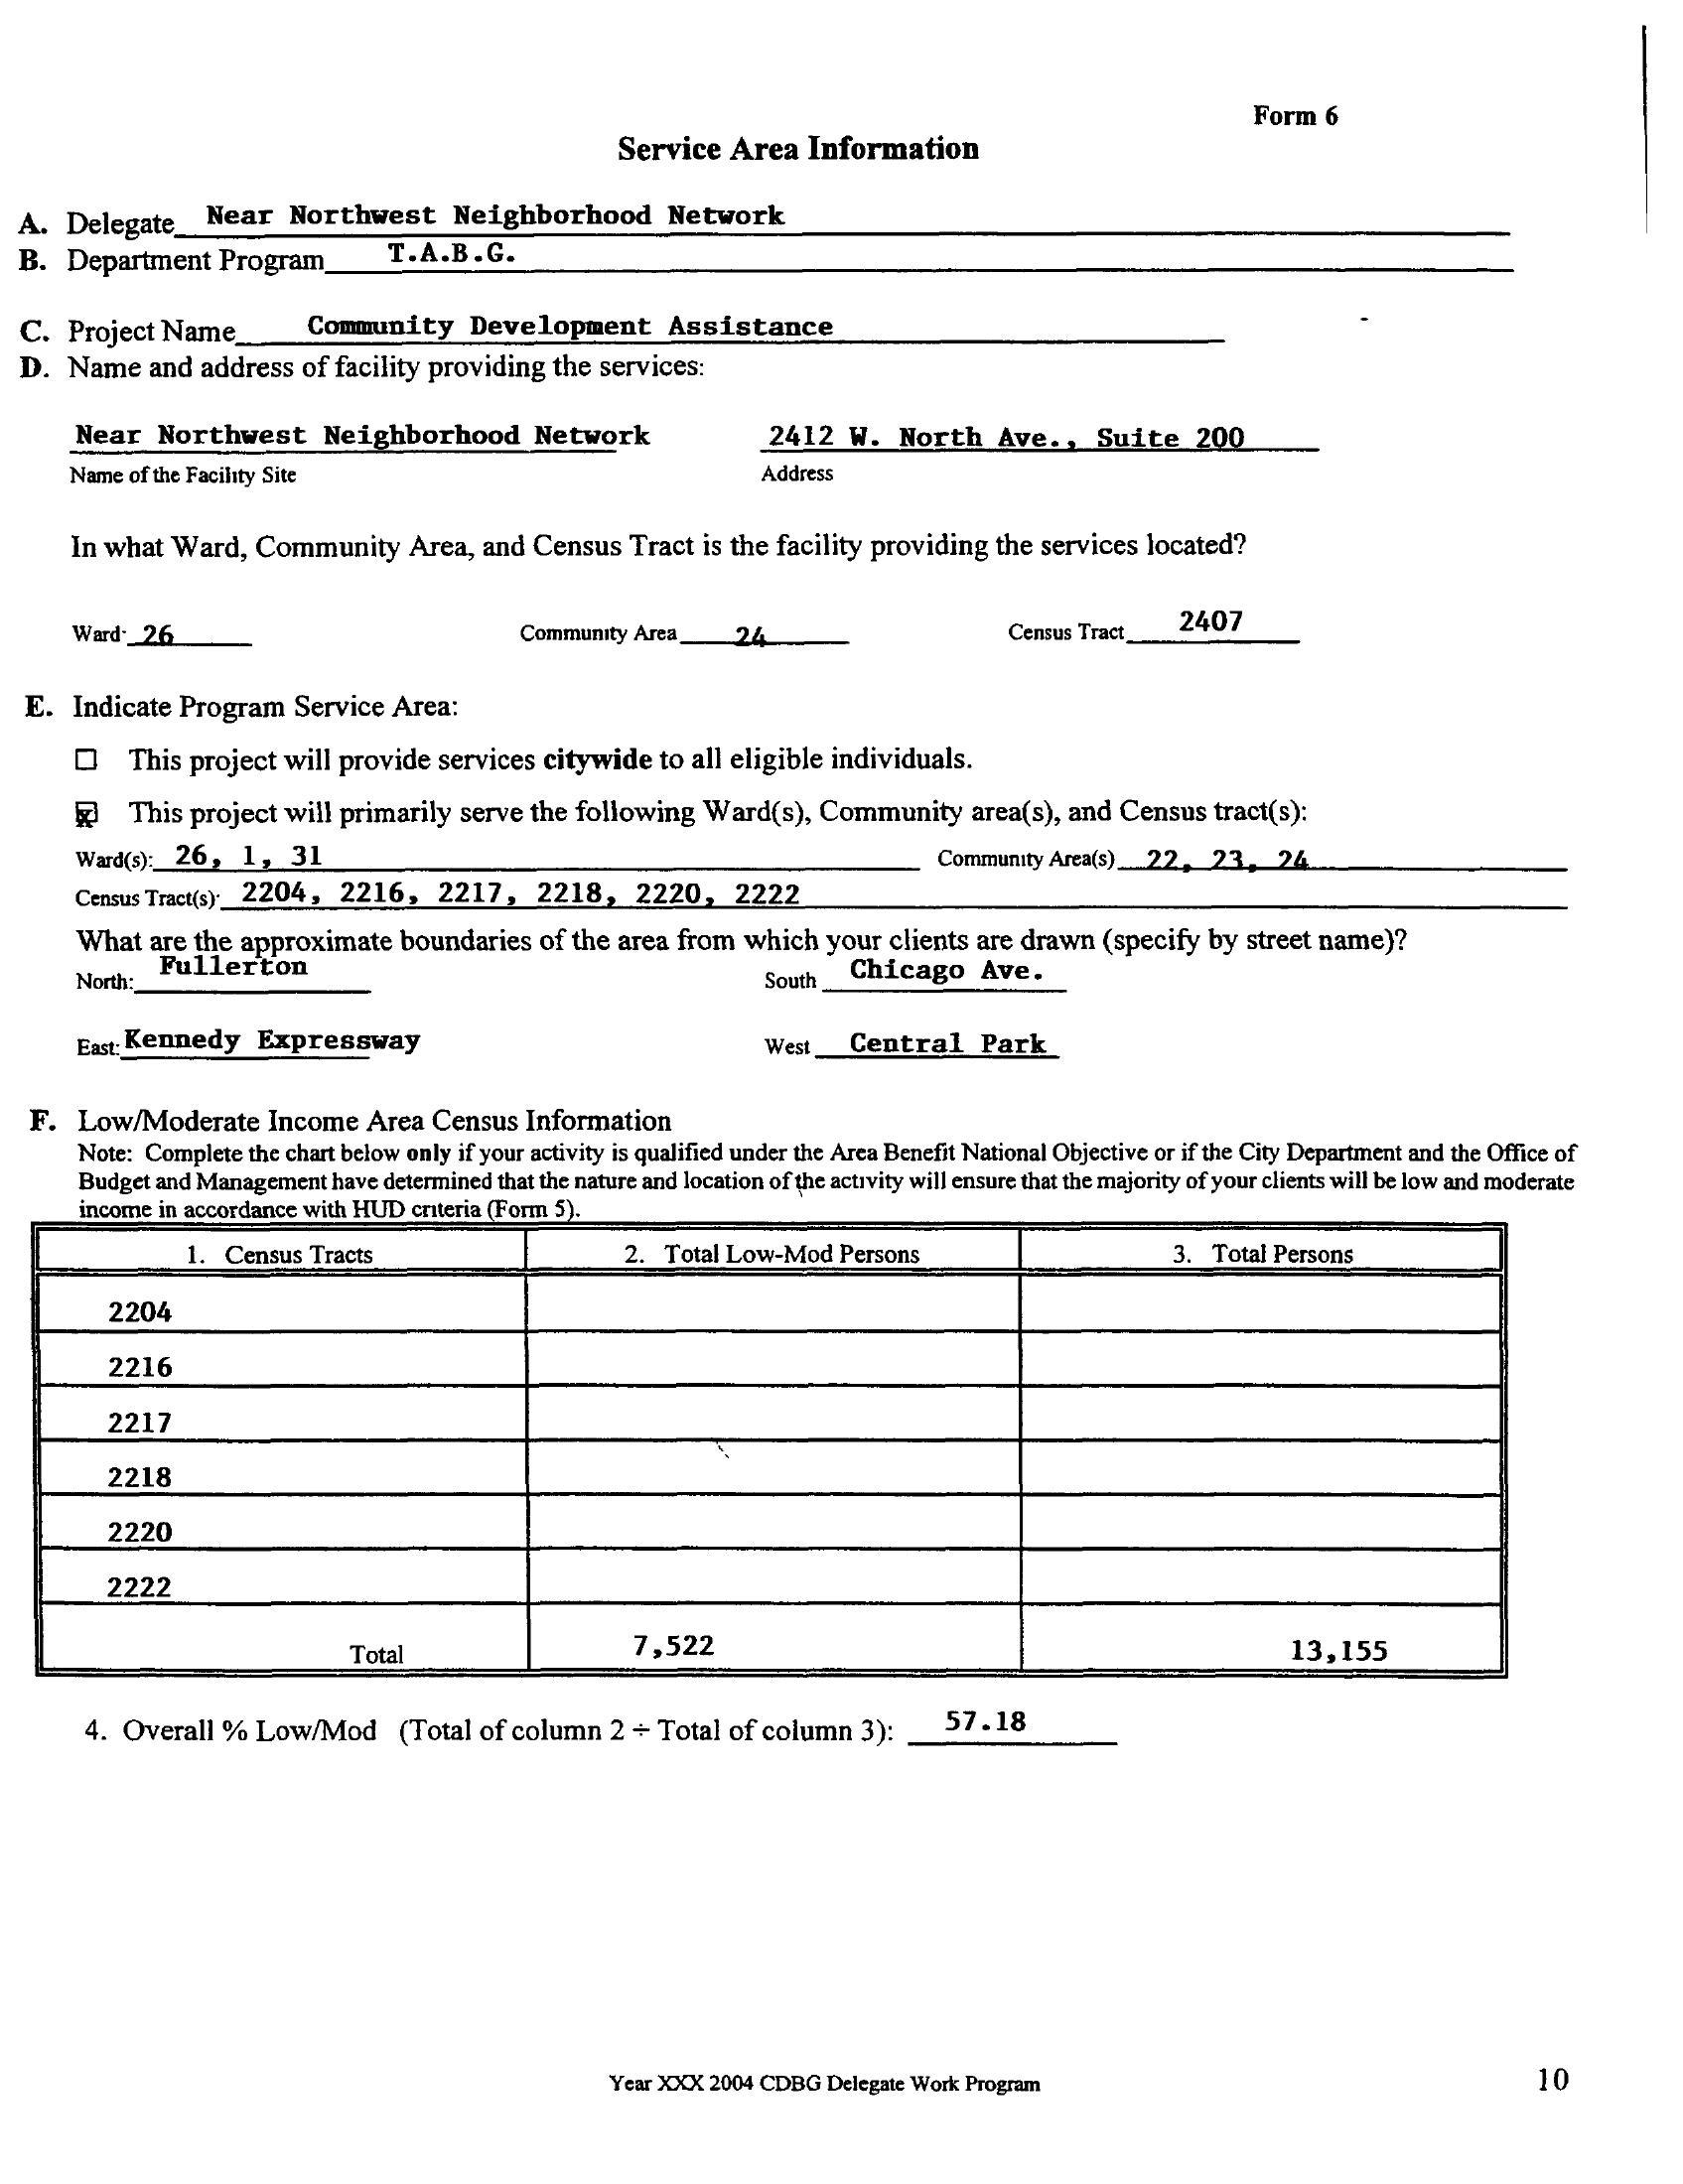 Form 6
Service Area Information
A. Delegate Near Northwest Neighborhood Network
B. Department Program T.A.B.G.
C. Project Name Community Development Assistance
D. Name and address of facility providing the services:
Near Northwest Neighborhood Network 2412 W. North Ave., Suite 200
Name of the Facility Site Address
In what Ward, Community Area, and Census Tract is the facility providing the services located?
Ward: 26 Community Area 24 Census Tract 2407
E. Indicate Program Service Area:
☐ This project will provide services citywide to all eligible individuals.
☒ This project will primarily serve the following Ward(s), Community area(s), and Census tract(s):
Ward(s): 26, 1, 31 Community Area(s) 22, 23, 24
Census Tract(s): 2204, 2216, 2217, 2218, 2220, 2222
What are the approximate boundaries of the area from which your clients are drawn (specify by street name)?
North: Fullerton South Chicago Ave.
East: Kennedy Expressway West Central Park
F. Low/Moderate Income Area Census Information
Note: Complete the chart below only if your activity is qualified under the Area Benefit National Objective or if the City Department and the Office of
Budget and Management have determined that the nature and location of the activity will ensure that the majority of your clients will be low and moderate
income in accordance with HUD criteria (Form 5).
1. Census Tracts 2. Total Low-Mod Persons 3. Total Persons
2204
2216
2217
2218
2220
2222
Total 7,522 13,155
4. Overall % Low/Mod (Total of column 2 ÷ Total of column 3): 57.18
Year XXX 2004 CDBG Delegate Work Program 10